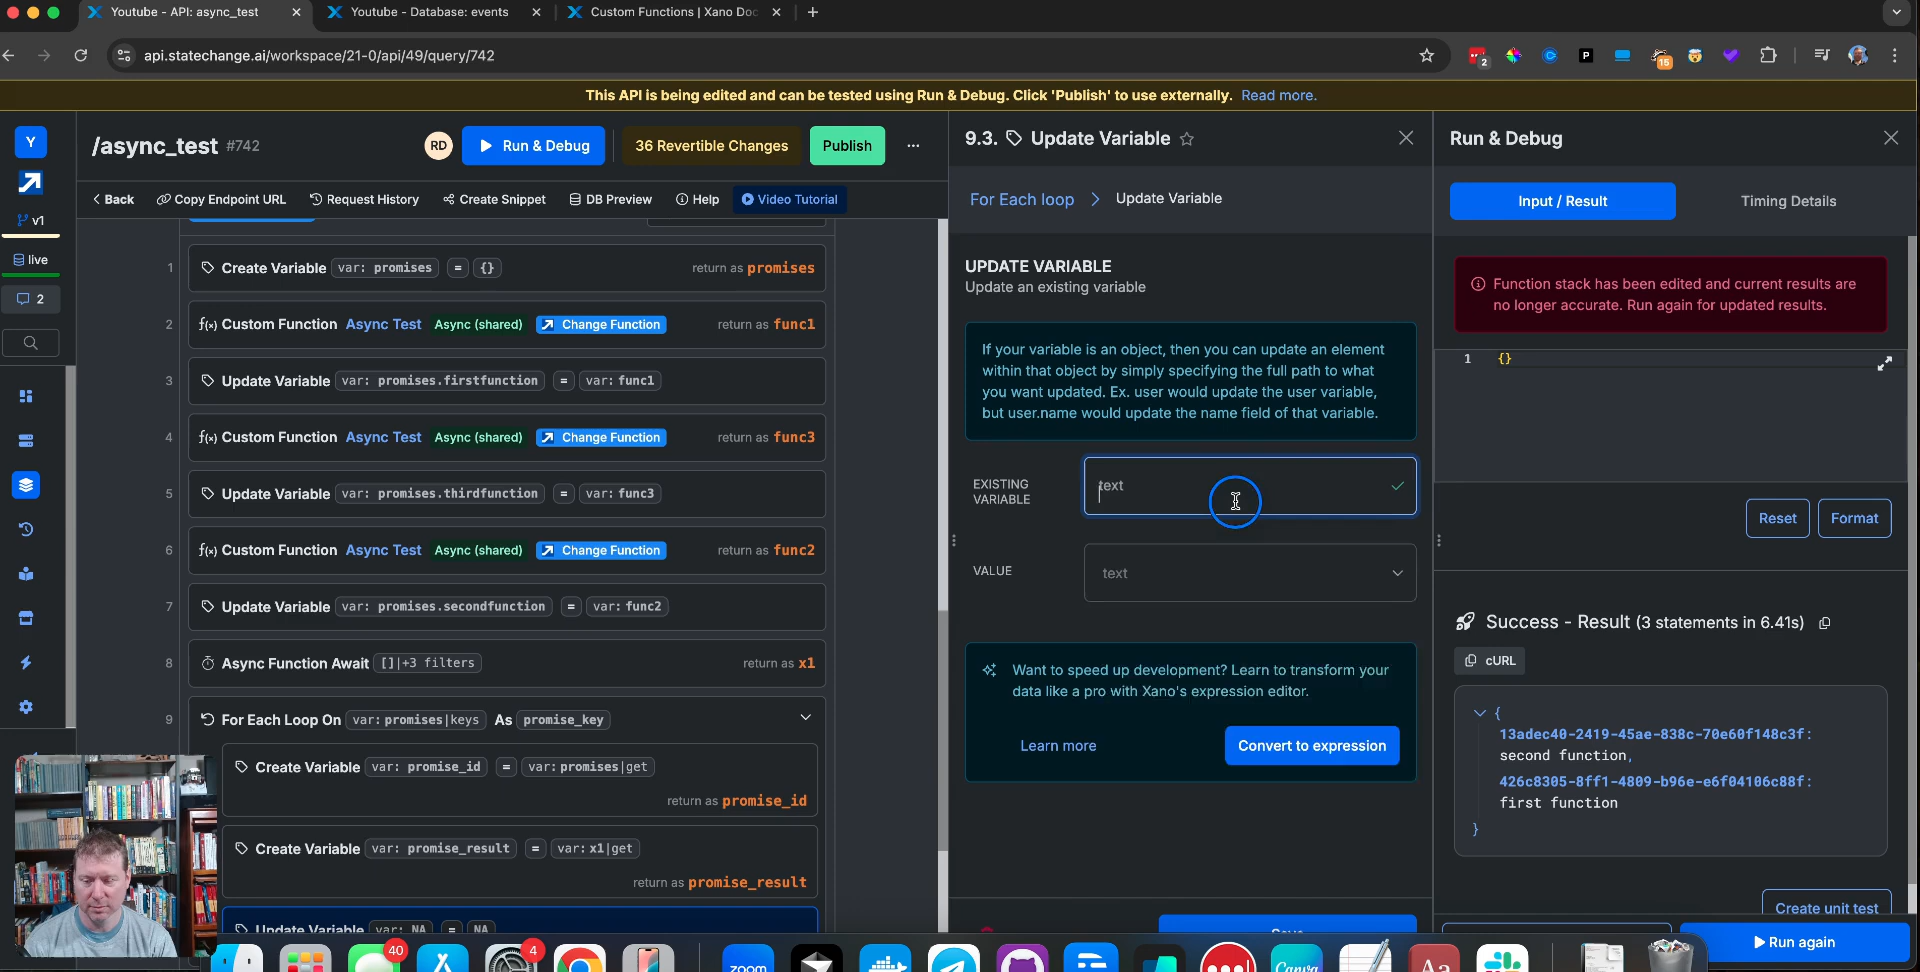 Youtube - API: async_test
Youtube - Database: events
Custom Functions | Xano Doc
api.statechange.ai/workspace/21-0/api/49/query/742
2
P
15
This API is being edited and can be tested using Run & Debug. Click 'Publish' to use externally. Read more.
Y
v1
live
2
/async_test #742
RD
Run & Debug
36 Revertible Changes
Publish
Back
Copy Endpoint URL
Request History
Create Snippet
DB Preview
Help
Video Tutorial
1 Create Variable var: promises = {} return as promises
2 f(x) Custom Function Async Test Async (shared) Change Function return as func1
3 Update Variable var: promises.firstfunction = var: func1
4 f(x) Custom Function Async Test Async (shared) Change Function return as func3
5 Update Variable var: promises.thirdfunction = var: func3
6 f(x) Custom Function Async Test Async (shared) Change Function return as func2
7 Update Variable var: promises.secondfunction = var: func2
8 Async Function Await []|+3 filters return as x1
9 For Each Loop On var: promises|keys As promise_key
Create Variable var: promise_id = var: promises|get
return as promise_id
Create Variable var: promise_result = var: x1|get
return as promise_result
Update Variable var: NA = NA
9.3. Update Variable
For Each loop > Update Variable
UPDATE VARIABLE
Update an existing variable
If your variable is an object, then you can update an element
within that object by simply specifying the full path to what
you want updated. Ex. user would update the user variable,
but user.name would update the name field of that variable.
EXISTING
VARIABLE
text
VALUE
text
Want to speed up development? Learn to transform your
data like a pro with Xano's expression editor.
Learn more
Convert to expression
Save
Run & Debug
Input / Result
Timing Details
Function stack has been edited and current results are
no longer accurate. Run again for updated results.
1 {}
Reset
Format
Success - Result (3 statements in 6.41s)
cURL
{
13adec40-2419-45ae-838c-70e60f148c3f:
second function,
426c8305-8ff1-4809-b96e-e6f04106c88f:
first function
}
Create unit test
Run again
40
4
zoom
Canva
Aa